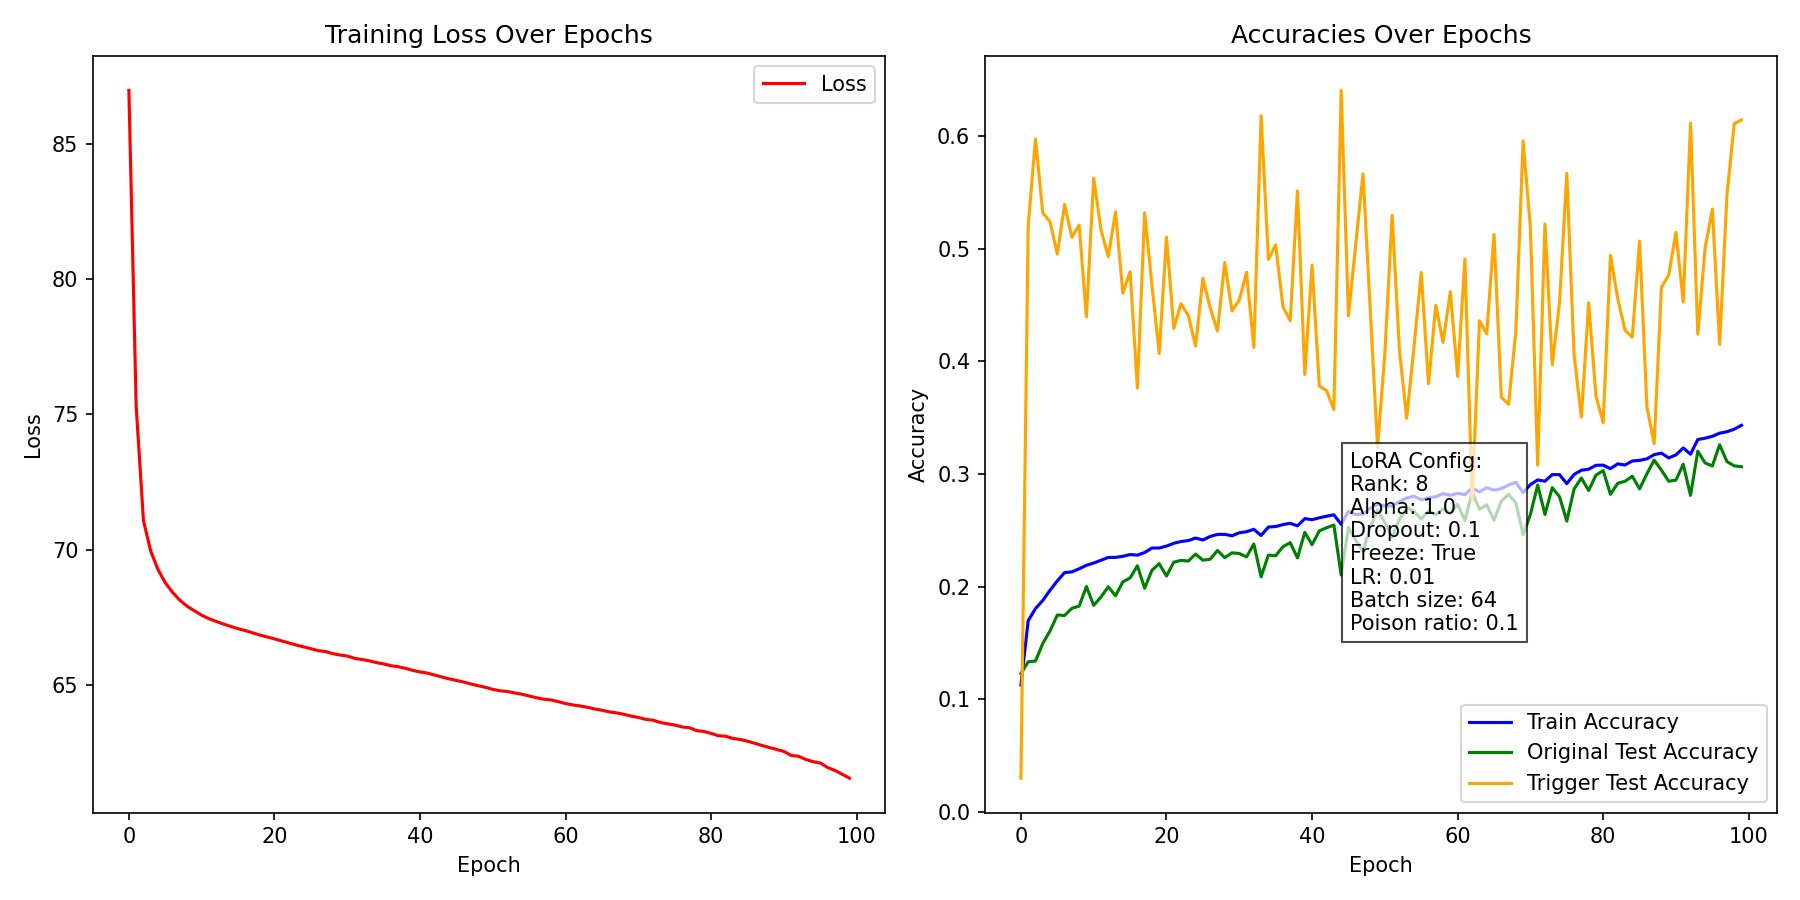 Training Loss Over Epochs
Loss
85
80
75
70
65
Loss
0
20
40
60
80
100
Epoch
Accuracies Over Epochs
0.6
0.5
0.4
0.3
0.2
0.1
0.0
Accuracy
LoRA Config:
Rank: 8
Alpha: 1.0
Dropout: 0.1
Freeze: True
LR: 0.01
Batch size: 64
Poison ratio: 0.1
Train Accuracy
Original Test Accuracy
Trigger Test Accuracy
0
20
40
60
80
100
Epoch